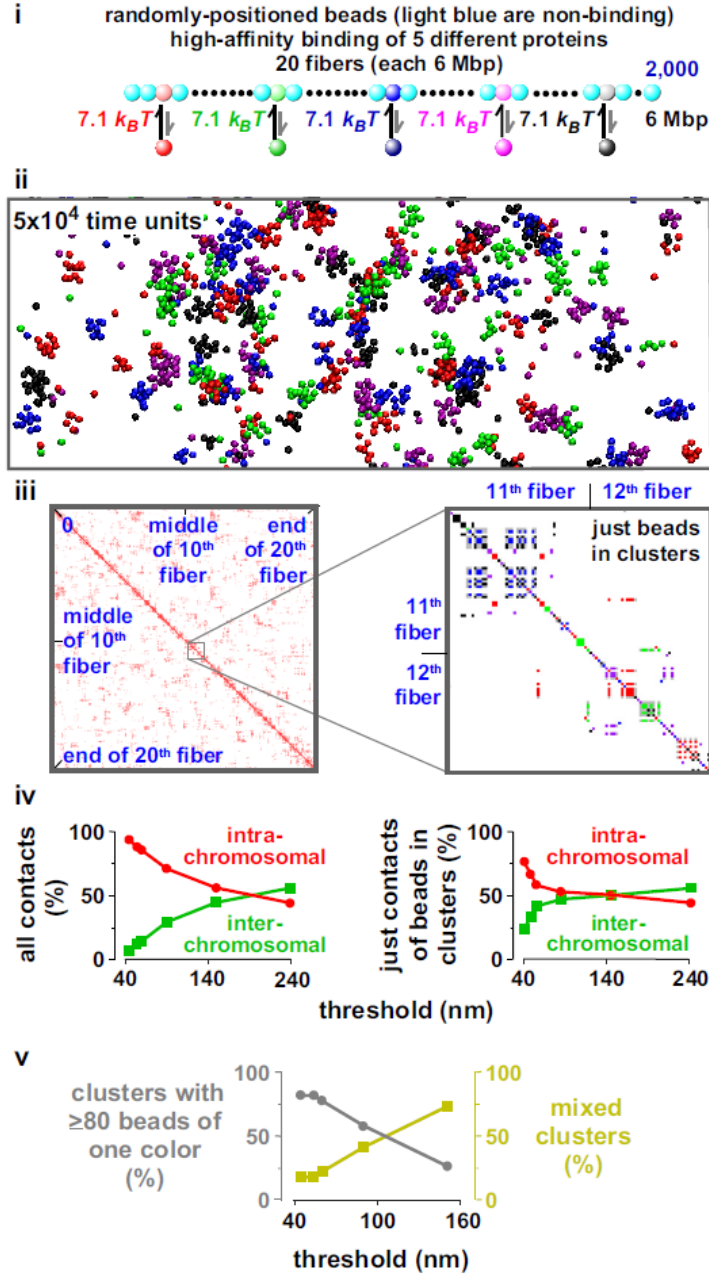 i
randomly-positioned beads (light blue are non-binding)
high-affinity binding of 5 different proteins
20 fibers (each 6 Mbp)
2,000
7.1 kBT 7.1 kBT 7.1 kBT 7.1 kBT 7.1 kBT 6 Mbp
ii
5x10⁴ time units
iii
11th fiber 12th fiber
0 middle of 10th fiber
end of 20th fiber
middle of 10th fiber
end of 20th fiber
just beads in clusters
11th fiber
12th fiber
iv
all contacts (%)
100
50
0
intra-chromosomal
inter-chromosomal
40 140 240
just contacts of beads in clusters (%)
100
50
0
intra-chromosomal
inter-chromosomal
40 140 240
threshold (nm)
v
clusters with ≥80 beads of one color (%)
100
50
0
100
50
0
mixed clusters (%)
40 100 160
threshold (nm)